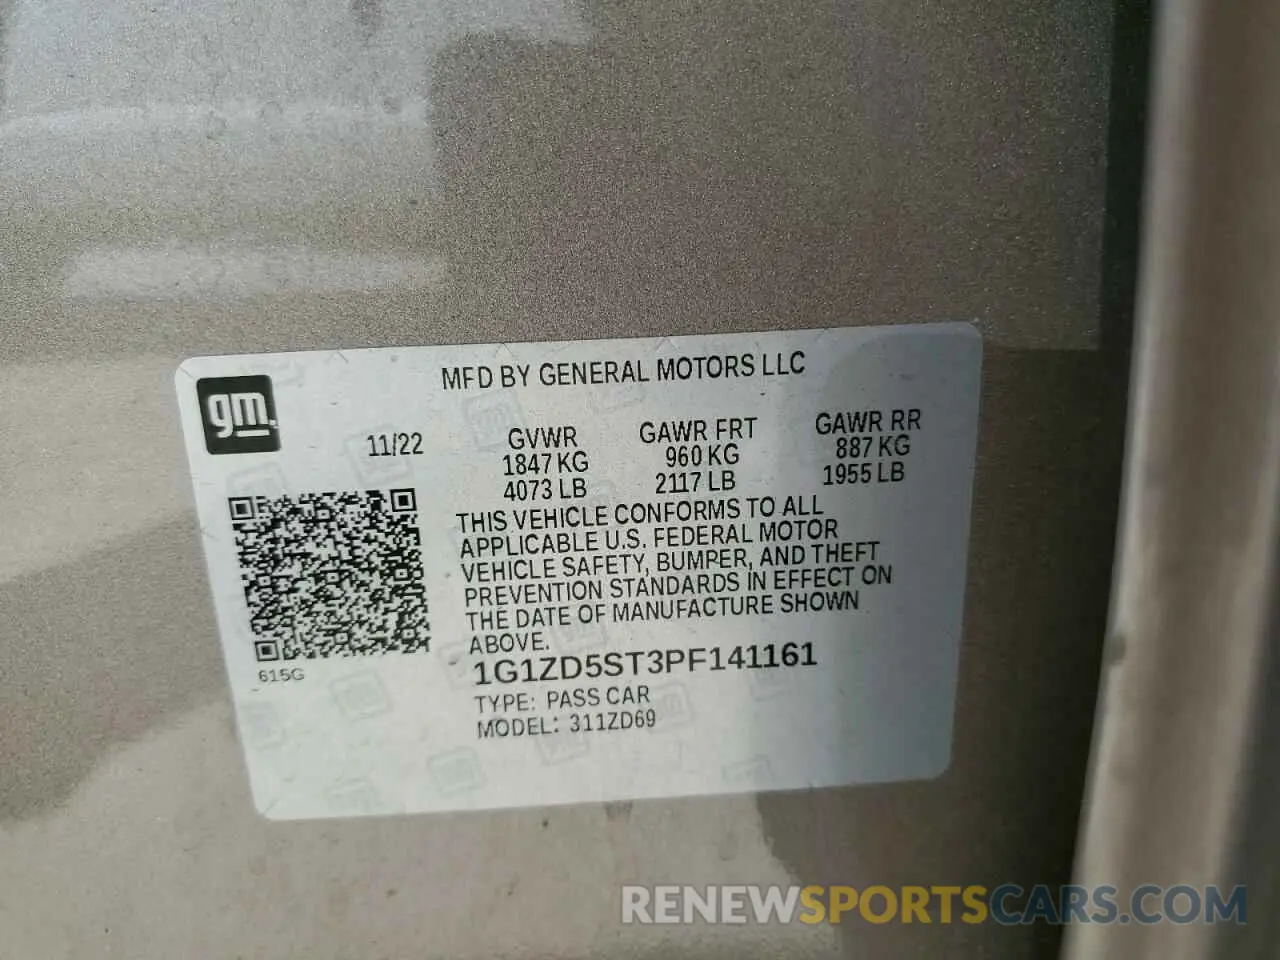 MFD BY GENERAL MOTORS LLC
gm
11/22
GVWR GAWR FRT GAWR RR
1847 KG 960 KG 887 KG
4073 LB 2117 LB 1955 LB
THIS VEHICLE CONFORMS TO ALL
APPLICABLE U.S. FEDERAL MOTOR
VEHICLE SAFETY, BUMPER, AND THEFT
PREVENTION STANDARDS IN EFFECT ON
THE DATE OF MANUFACTURE SHOWN
ABOVE.
615G
1G1ZD5ST3PF141161
TYPE: PASS CAR
MODEL: 311ZD69
RENEWSPORTSCARS.COM